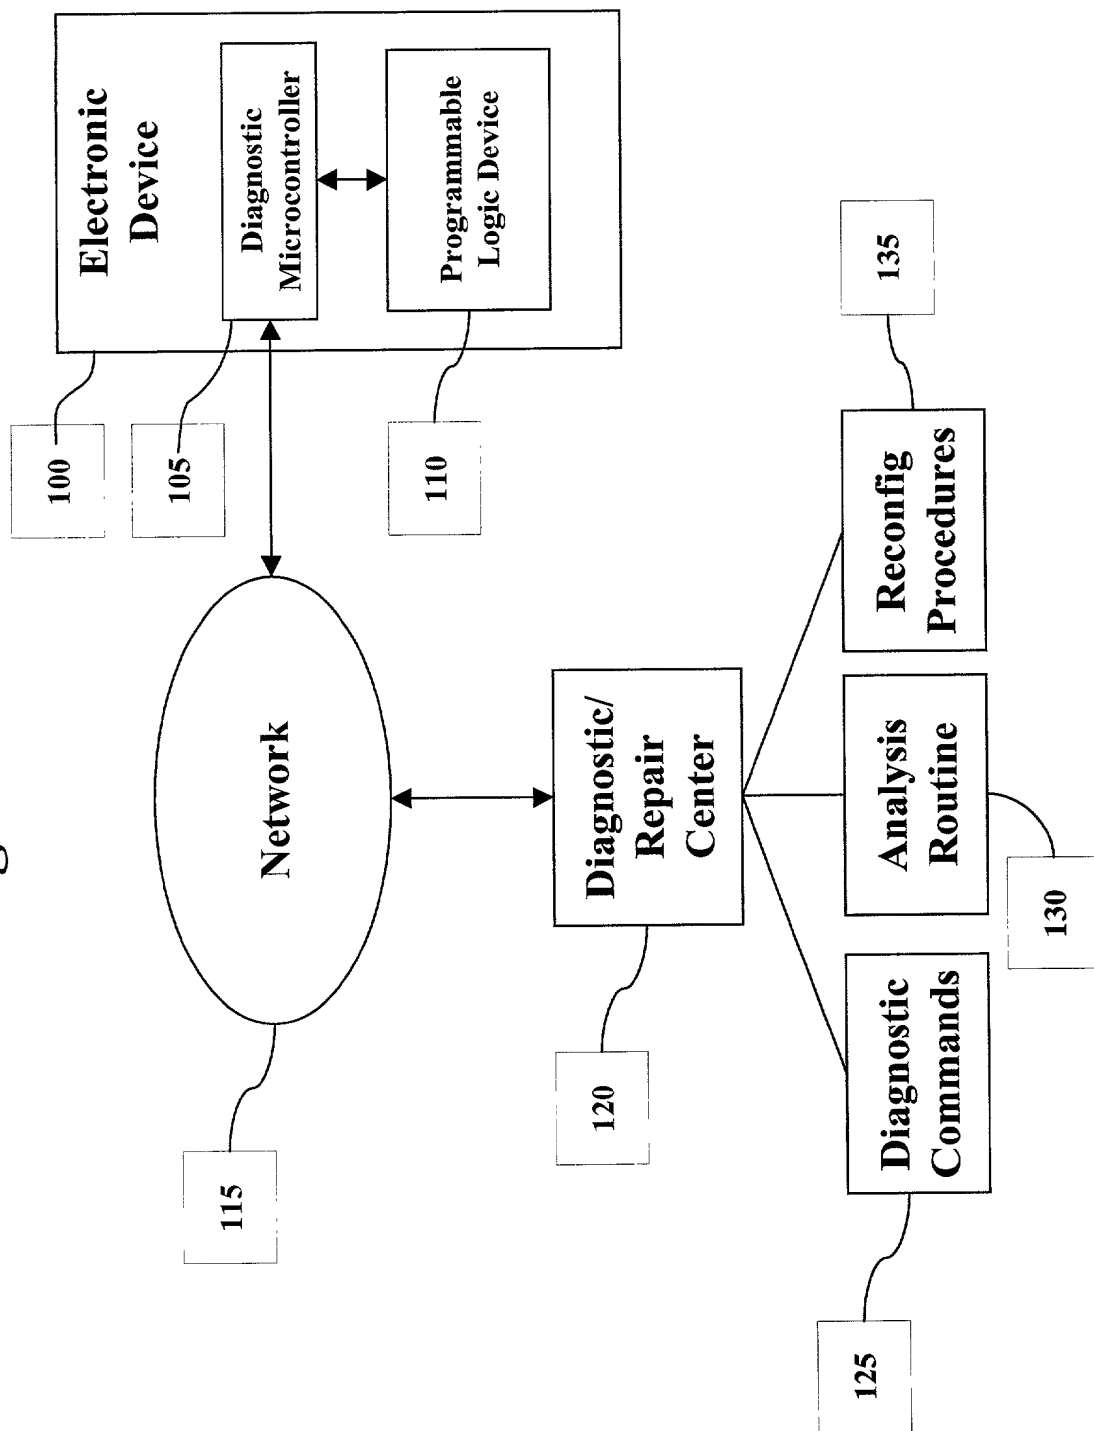 Electronic
Device
100
Diagnostic
Microcontroller
105
Programmable
Logic Device
110
Network
115
Diagnostic/
Repair
Center
120
Diagnostic
Commands
125
Analysis
Routine
130
Reconfig
Procedures
135